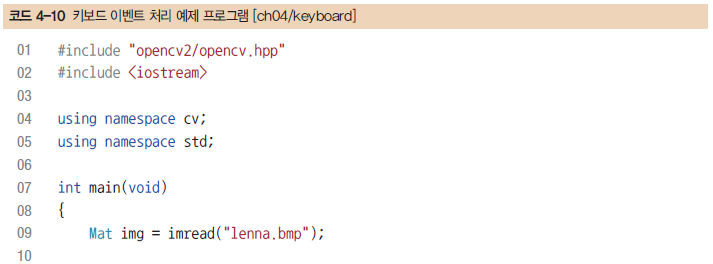 코드 4-10 키보드 이벤트 처리 예제 프로그램 [ch04/keyboard]
01 #include "opencv2/opencv.hpp"
02 #include <iostream>
03
04 using namespace cv;
05 using namespace std;
06
07 int main(void)
08 {
09 Mat img = imread("lenna.bmp");
10